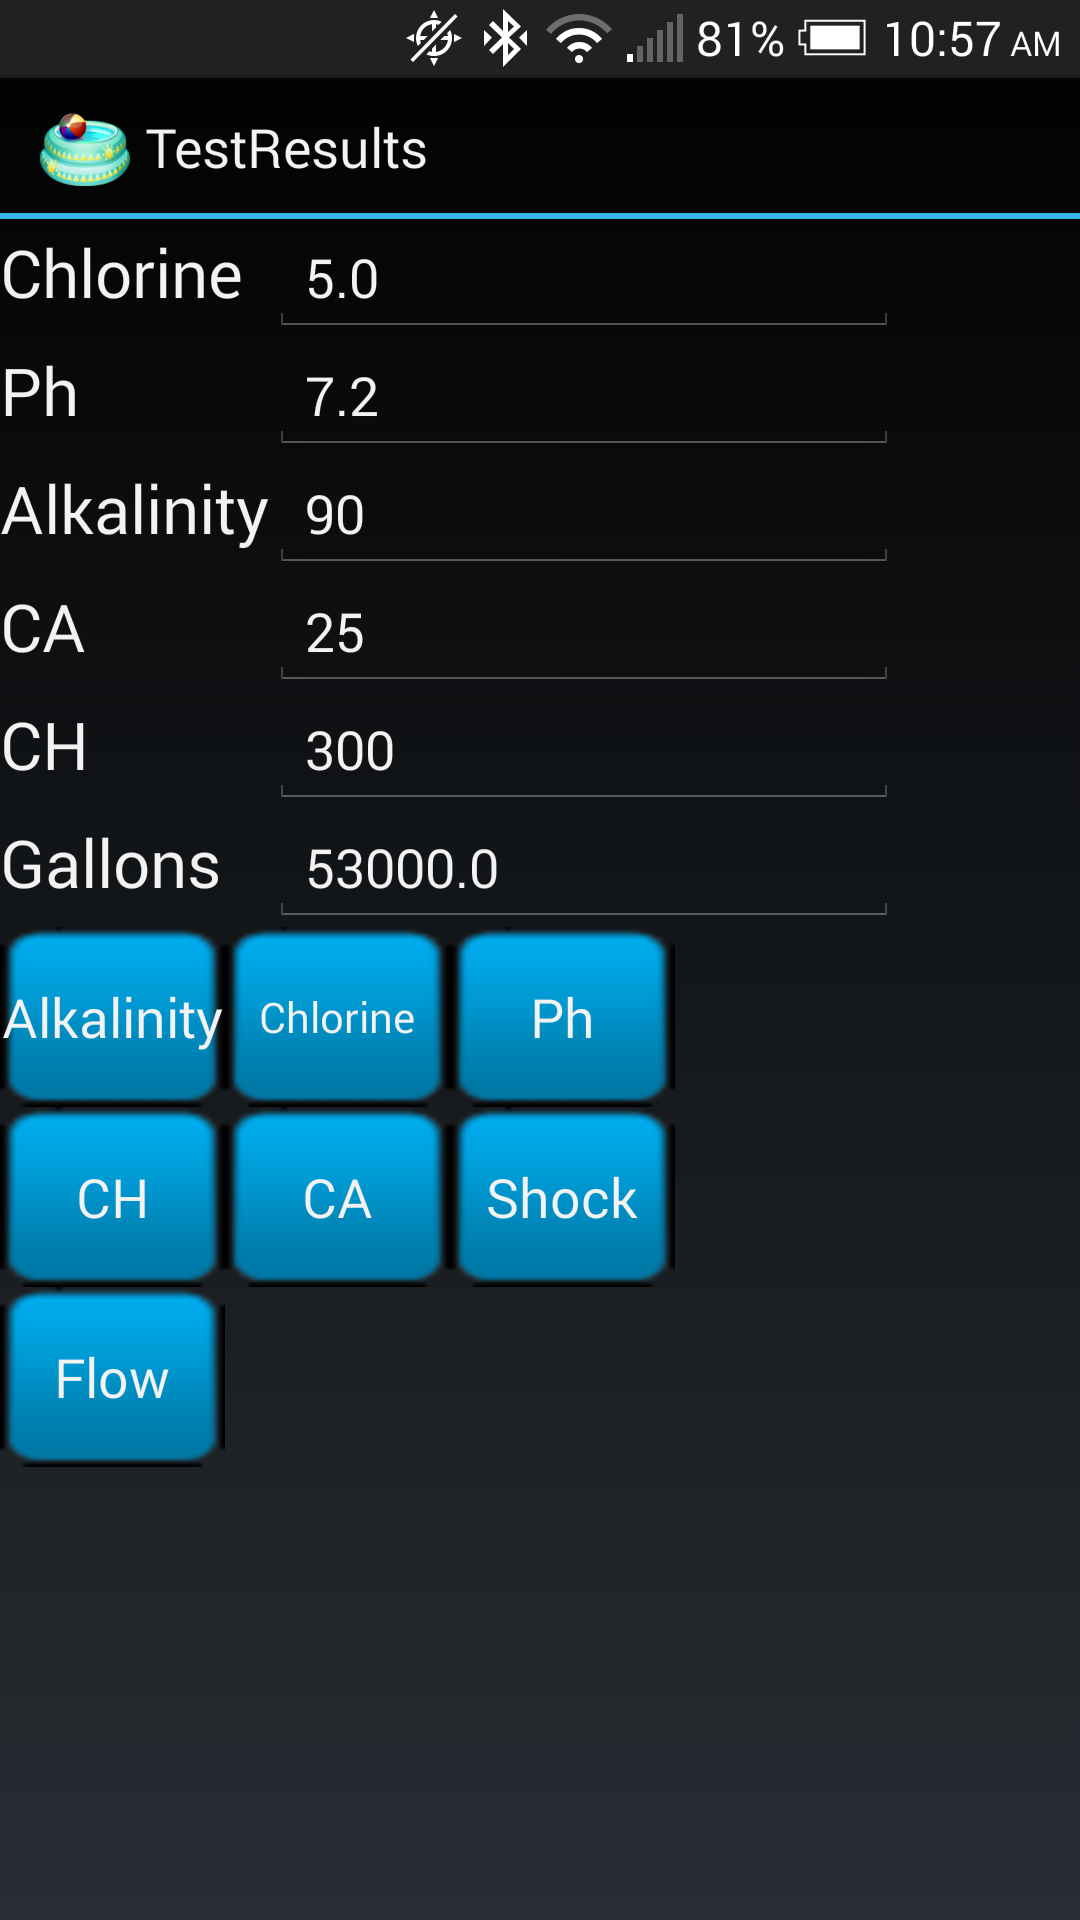 81% 10:57 AM
TestResults
Chlorine 5.0
Ph 7.2
Alkalinity 90
CA 25
CH 300
Gallons 53000.0
Alkalinity Chlorine Ph
CH CA Shock
Flow